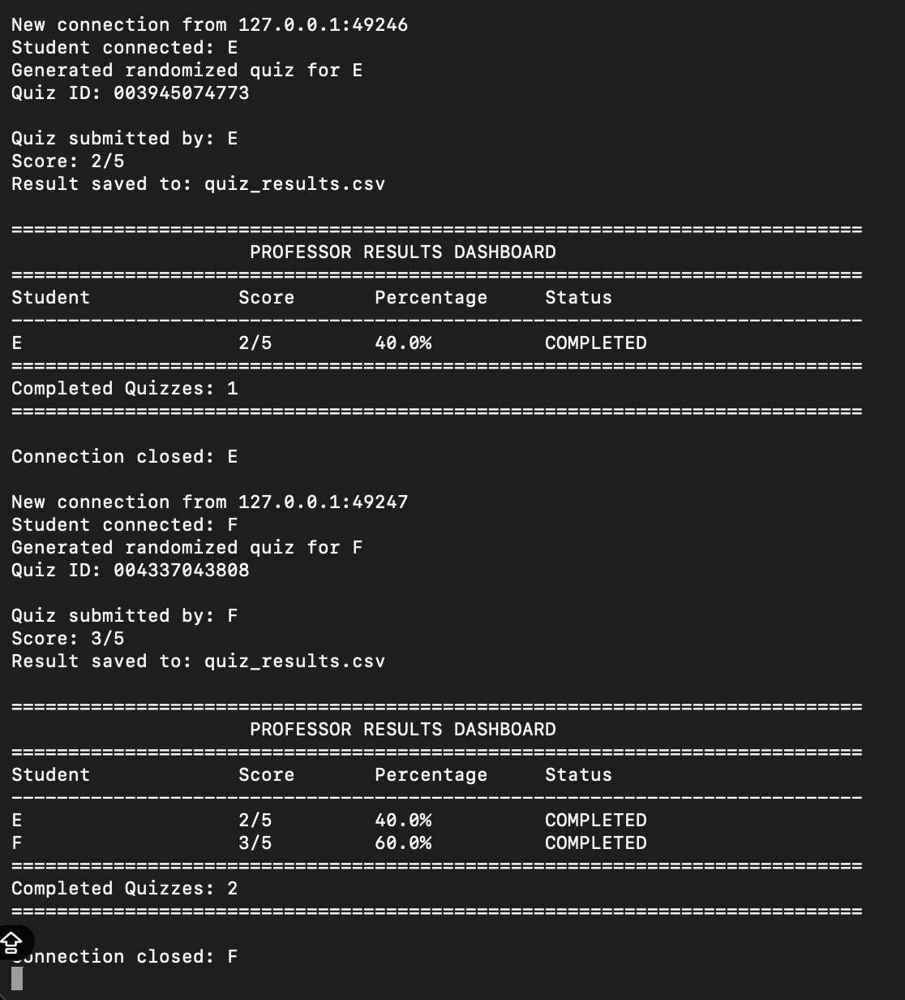 New connection from 127.0.0.1:49246
Student connected: E
Generated randomized quiz for E
Quiz ID: 003945074773
Quiz submitted by: E
Score: 2/5
Result saved to: quiz_results.csv
===========================================================================
PROFESSOR RESULTS DASHBOARD
===========================================================================
Student Score Percentage Status
---------------------------------------------------------------------------
E 2/5 40.0% COMPLETED
===========================================================================
Completed Quizzes: 1
===========================================================================
Connection closed: E
New connection from 127.0.0.1:49247
Student connected: F
Generated randomized quiz for F
Quiz ID: 004337043808
Quiz submitted by: F
Score: 3/5
Result saved to: quiz_results.csv
===========================================================================
PROFESSOR RESULTS DASHBOARD
===========================================================================
Student Score Percentage Status
---------------------------------------------------------------------------
E 2/5 40.0% COMPLETED
F 3/5 60.0% COMPLETED
===========================================================================
Completed Quizzes: 2
===========================================================================
Connection closed: F